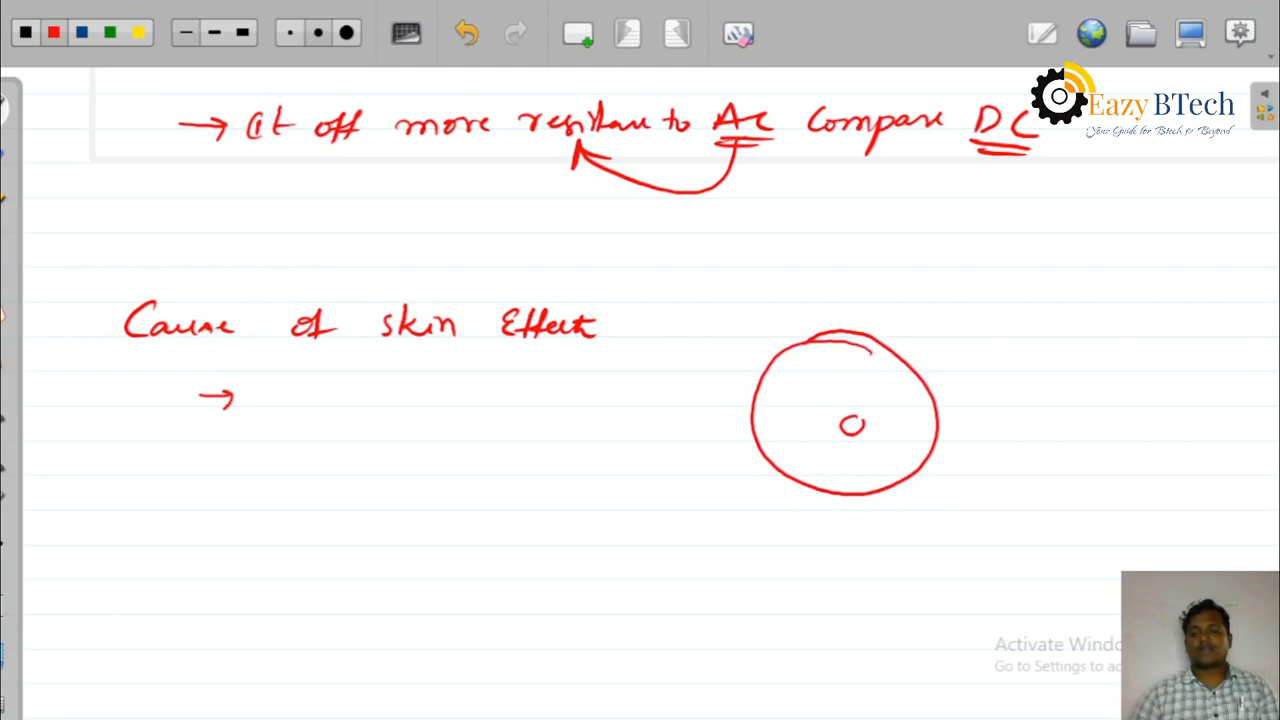 → It off more resistance to AC compare DC
Eazy BTech
Your Guide for Btech & Beyond
Cause of skin Effect
→
Activate Windo
Go to Settings to ac